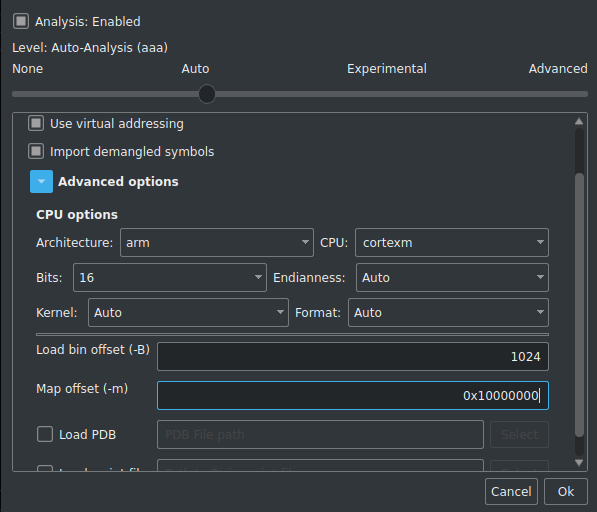 Analysis: Enabled
Level: Auto-Analysis (aaa)
None Auto Experimental Advanced
Use virtual addressing
Import demangled symbols
Advanced options
CPU options
Architecture: arm CPU: cortexm
Bits: 16 Endianness: Auto
Kernel: Auto Format: Auto
Load bin offset (-B) 1024
Map offset (-m) 0x10000000
Load PDB PDB File path Select
Cancel Ok